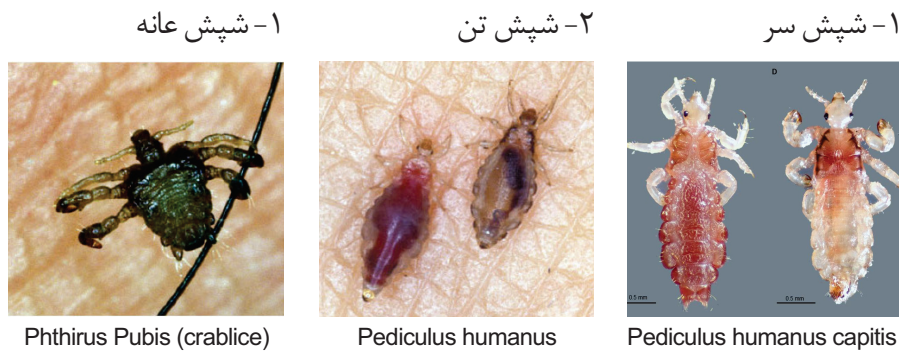 ۱- شپش سر
۲- شپش تن
۱- شپش عانه
D
0.5 mm
0.5 mm
Pediculus humanus capitis
Pediculus humanus
Phthirus Pubis (crablice)